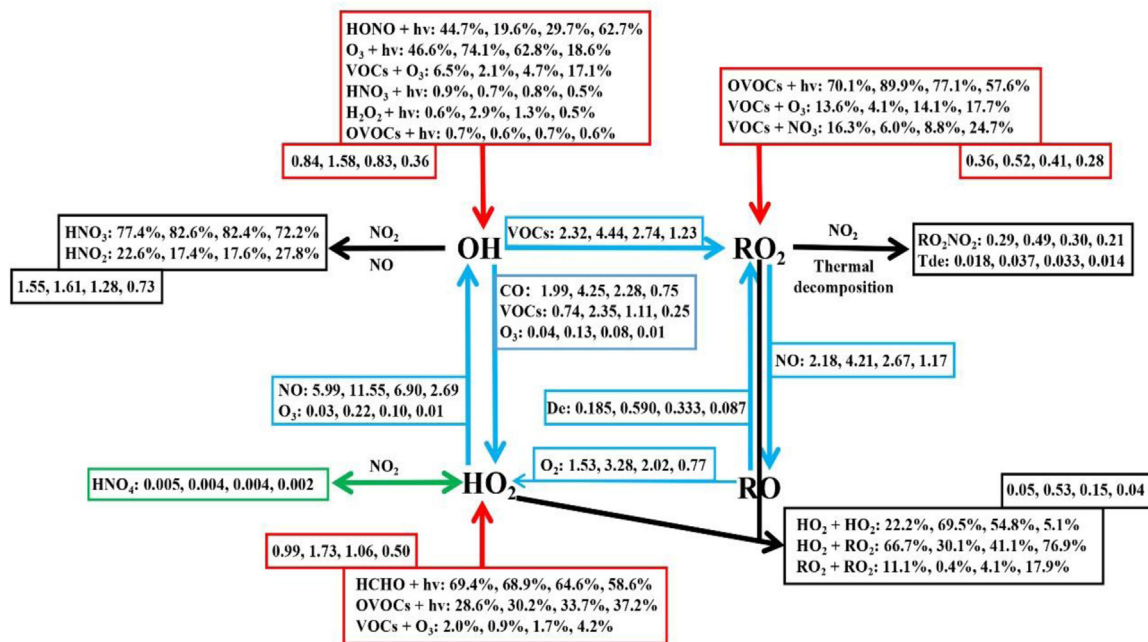 HONO + hv: 44.7%, 19.6%, 29.7%, 62.7%
O₃ + hv: 46.6%, 74.1%, 62.8%, 18.6%
VOCs + O₃: 6.5%, 2.1%, 4.7%, 17.1%
HNO₃ + hv: 0.9%, 0.7%, 0.8%, 0.5%
H₂O₂ + hv: 0.6%, 2.9%, 1.3%, 0.5%
OVOCs + hv: 0.7%, 0.6%, 0.7%, 0.6%
0.84, 1.58, 0.83, 0.36
OVOCs + hv: 70.1%, 89.9%, 77.1%, 57.6%
VOCs + O₃: 13.6%, 4.1%, 14.1%, 17.7%
VOCs + NO₃: 16.3%, 6.0%, 8.8%, 24.7%
0.36, 0.52, 0.41, 0.28
HNO₃: 77.4%, 82.6%, 82.4%, 72.2%
HNO₂: 22.6%, 17.4%, 17.6%, 27.8%
1.55, 1.61, 1.28, 0.73
NO₂
NO
OH
VOCs: 2.32, 4.44, 2.74, 1.23
RO₂
NO₂
Thermal
decomposition
RO₂NO₂: 0.29, 0.49, 0.30, 0.21
Tde: 0.018, 0.037, 0.033, 0.014
CO: 1.99, 4.25, 2.28, 0.75
VOCs: 0.74, 2.35, 1.11, 0.25
O₃: 0.04, 0.13, 0.08, 0.01
NO: 2.18, 4.21, 2.67, 1.17
NO: 5.99, 11.55, 6.90, 2.69
O₃: 0.03, 0.22, 0.10, 0.01
De: 0.185, 0.590, 0.333, 0.087
HNO₄: 0.005, 0.004, 0.004, 0.002
NO₂
HO₂
O₂: 1.53, 3.28, 2.02, 0.77
RO
0.05, 0.53, 0.15, 0.04
HO₂ + HO₂: 22.2%, 69.5%, 54.8%, 5.1%
HO₂ + RO₂: 66.7%, 30.1%, 41.1%, 76.9%
RO₂ + RO₂: 11.1%, 0.4%, 4.1%, 17.9%
0.99, 1.73, 1.06, 0.50
HCHO + hv: 69.4%, 68.9%, 64.6%, 58.6%
OVOCs + hv: 28.6%, 30.2%, 33.7%, 37.2%
VOCs + O₃: 2.0%, 0.9%, 1.7%, 4.2%